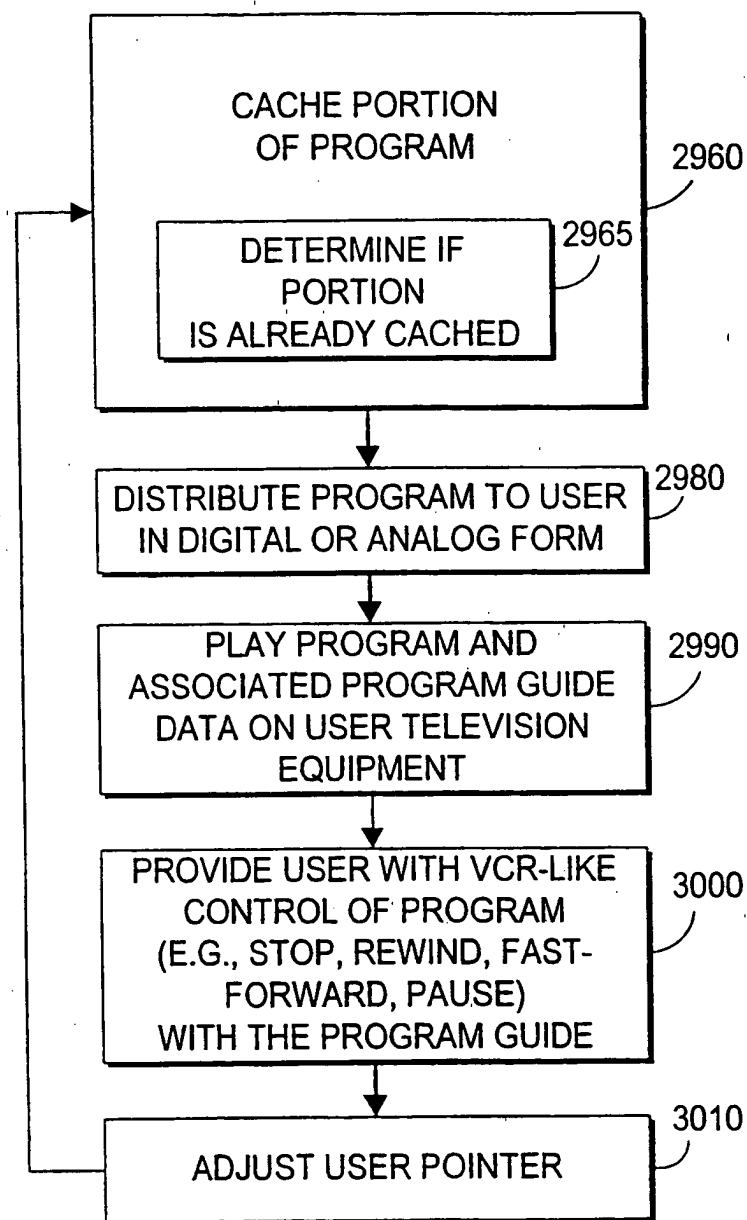 CACHE PORTION
OF PROGRAM
2960
DETERMINE IF
PORTION
IS ALREADY CACHED
2965
DISTRIBUTE PROGRAM TO USER
IN DIGITAL OR ANALOG FORM
2980
PLAY PROGRAM AND
ASSOCIATED PROGRAM GUIDE
DATA ON USER TELEVISION
EQUIPMENT
2990
PROVIDE USER WITH VCR-LIKE
CONTROL OF PROGRAM
(E.G., STOP, REWIND, FAST-
FORWARD, PAUSE)
WITH THE PROGRAM GUIDE
3000
ADJUST USER POINTER
3010